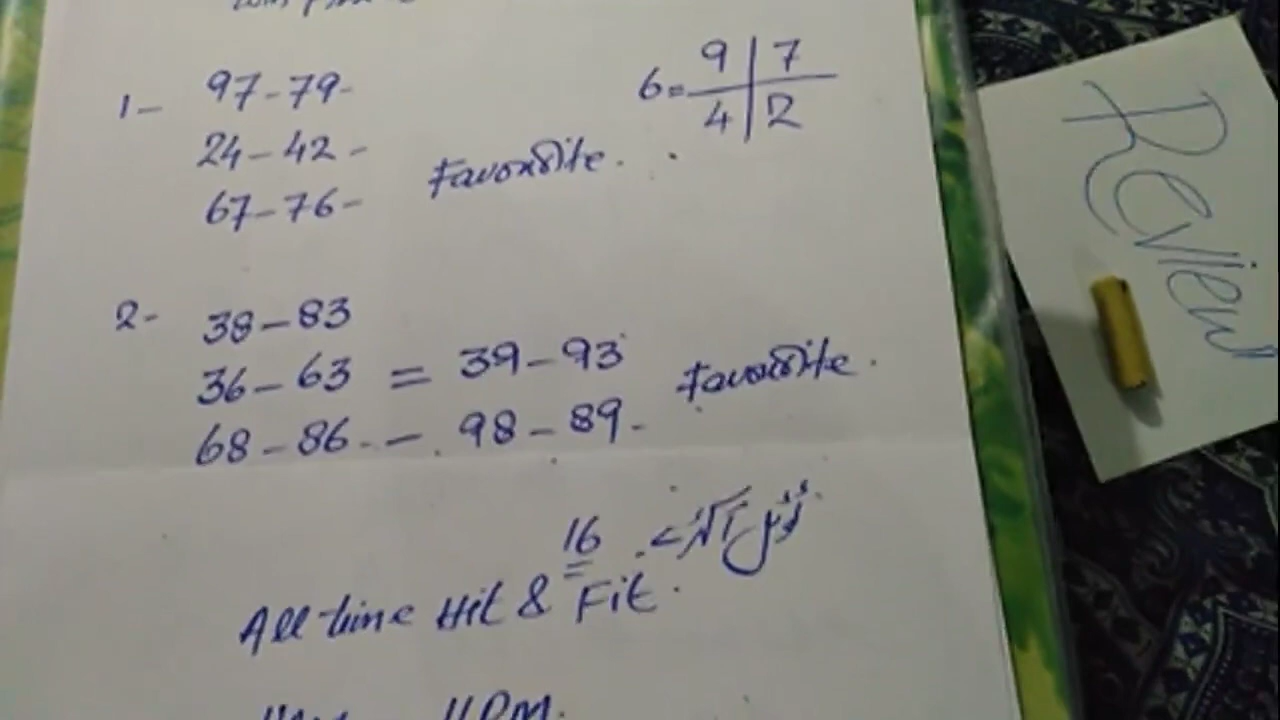 1- 97-79-
24-42-
67-76-
Favorite.
6= 9 | 7
4 | 2
2- 38-83
36-63 = 39-93
68-86-- 98-89-
Favorite.
16
All time Hit & Fit.
Review